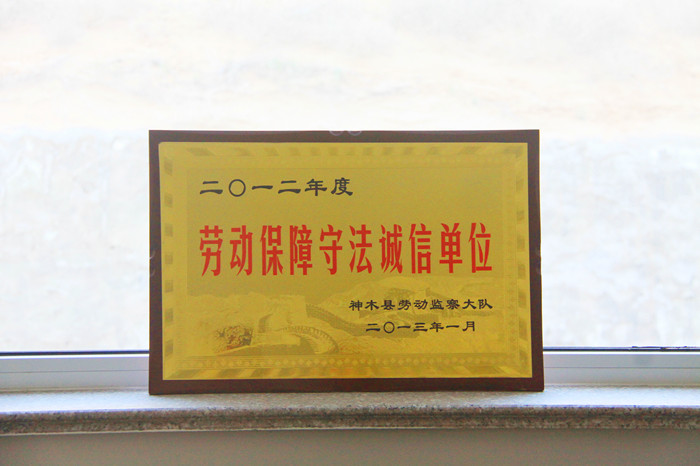 二〇一二年度
劳动保障守法诚信单位
神木县劳动监察大队
二〇一三年一月